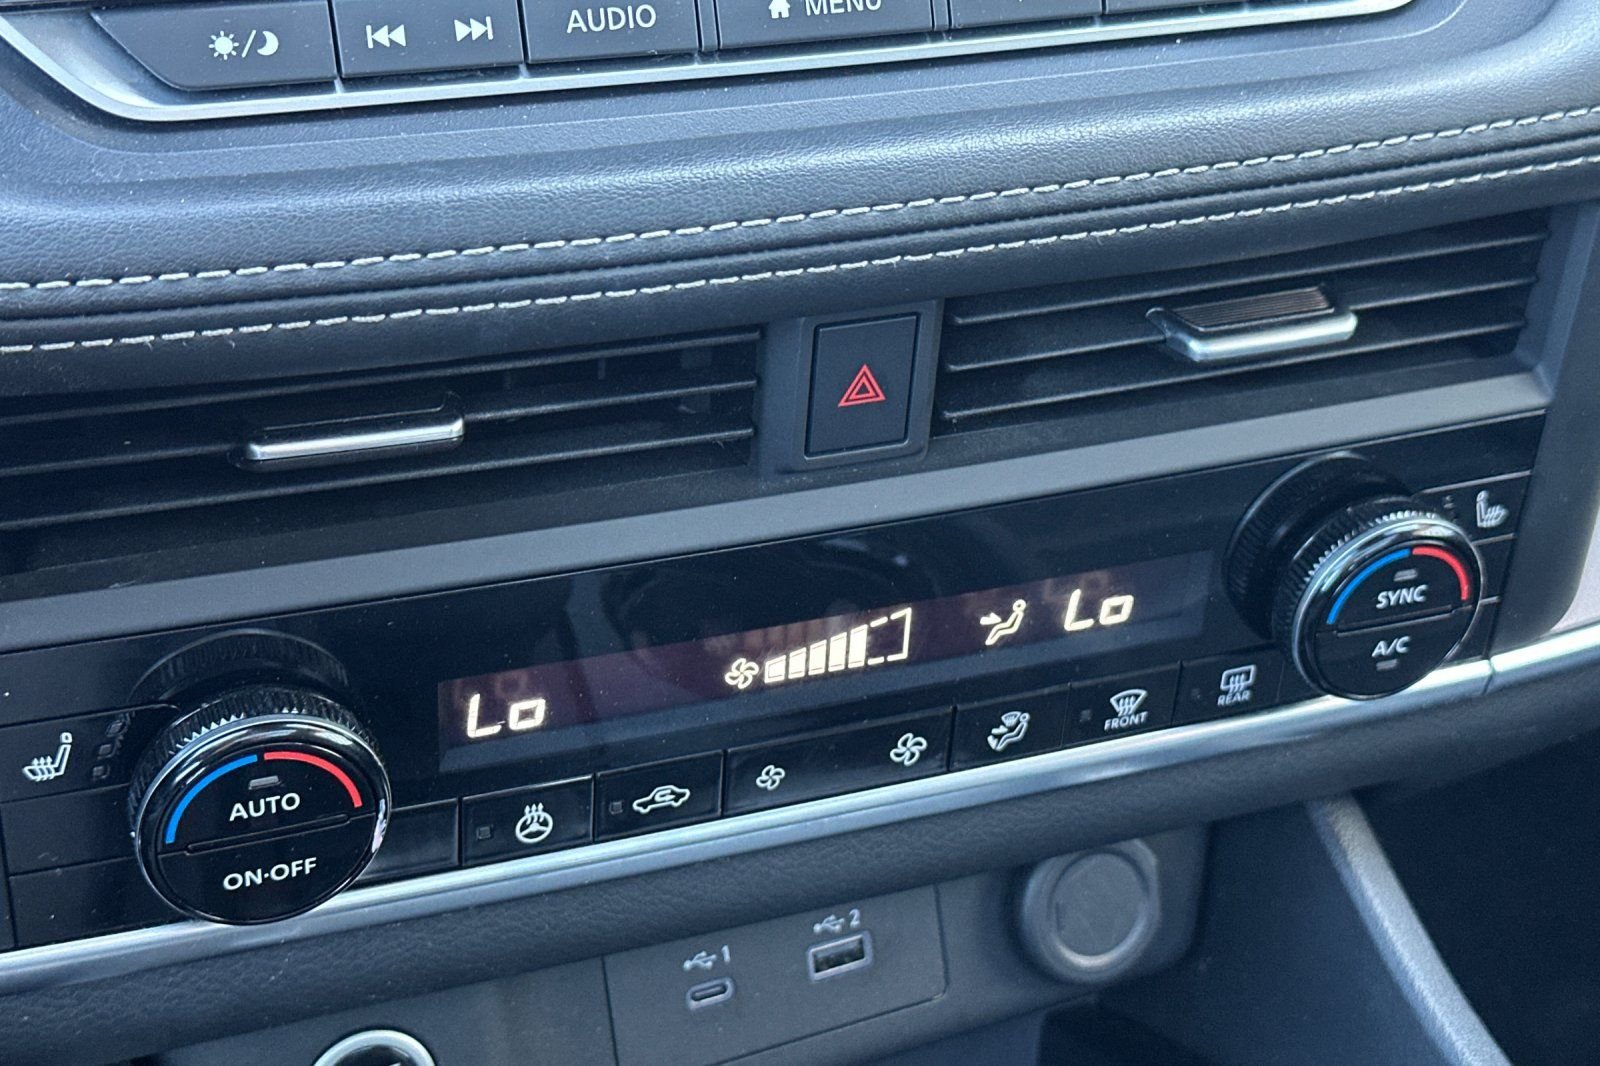 AUDIO
MENU
Lo
Lo
SYNC
A/C
AUTO
ON·OFF
FRONT
REAR
1
2